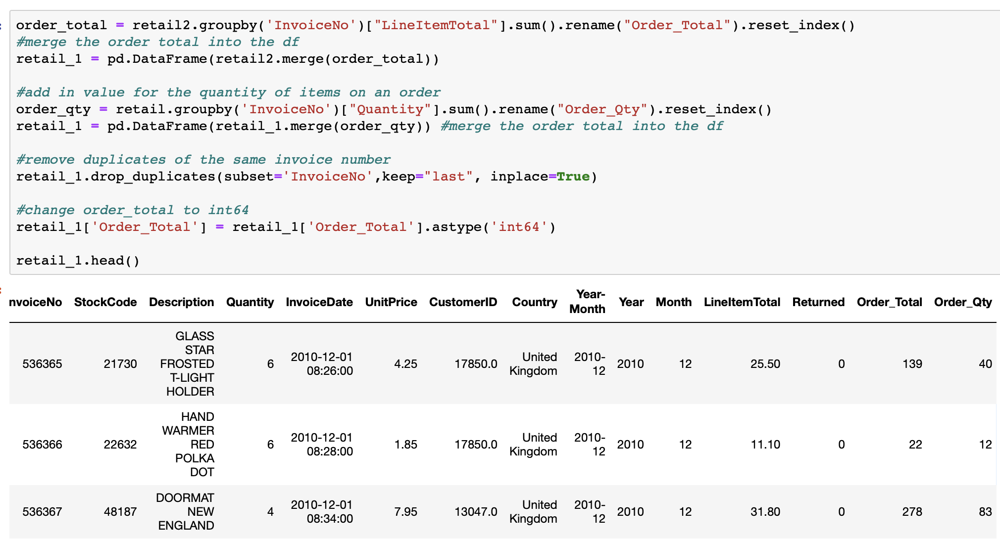 order_total = retail2.groupby('InvoiceNo')["LineItemTotal"].sum().rename("Order_Total").reset_index()
#merge the order total into the df
retail_1 = pd.DataFrame(retail2.merge(order_total))
#add in value for the quantity of items on an order
order_qty = retail.groupby('InvoiceNo')["Quantity"].sum().rename("Order_Qty").reset_index()
retail_1 = pd.DataFrame(retail_1.merge(order_qty)) #merge the order total into the df
#remove duplicates of the same invoice number
retail_1.drop_duplicates(subset='InvoiceNo',keep="last", inplace=True)
#change order_total to int64
retail_1['Order_Total'] = retail_1['Order_Total'].astype('int64')
retail_1.head()
nvoiceNo StockCode Description Quantity InvoiceDate UnitPrice CustomerID Country Year-
Month Year Month LineItemTotal Returned Order_Total Order_Qty
536365 21730 GLASS
STAR
FROSTED
T-LIGHT
HOLDER 6 2010-12-01
08:26:00 4.25 17850.0 United
Kingdom 2010-
12 2010 12 25.50 0 139 40
536366 22632 HAND
WARMER
RED
POLKA
DOT 6 2010-12-01
08:28:00 1.85 17850.0 United
Kingdom 2010-
12 2010 12 11.10 0 22 12
536367 48187 DOORMAT
NEW
ENGLAND 4 2010-12-01
08:34:00 7.95 13047.0 United
Kingdom 2010-
12 2010 12 31.80 0 278 83